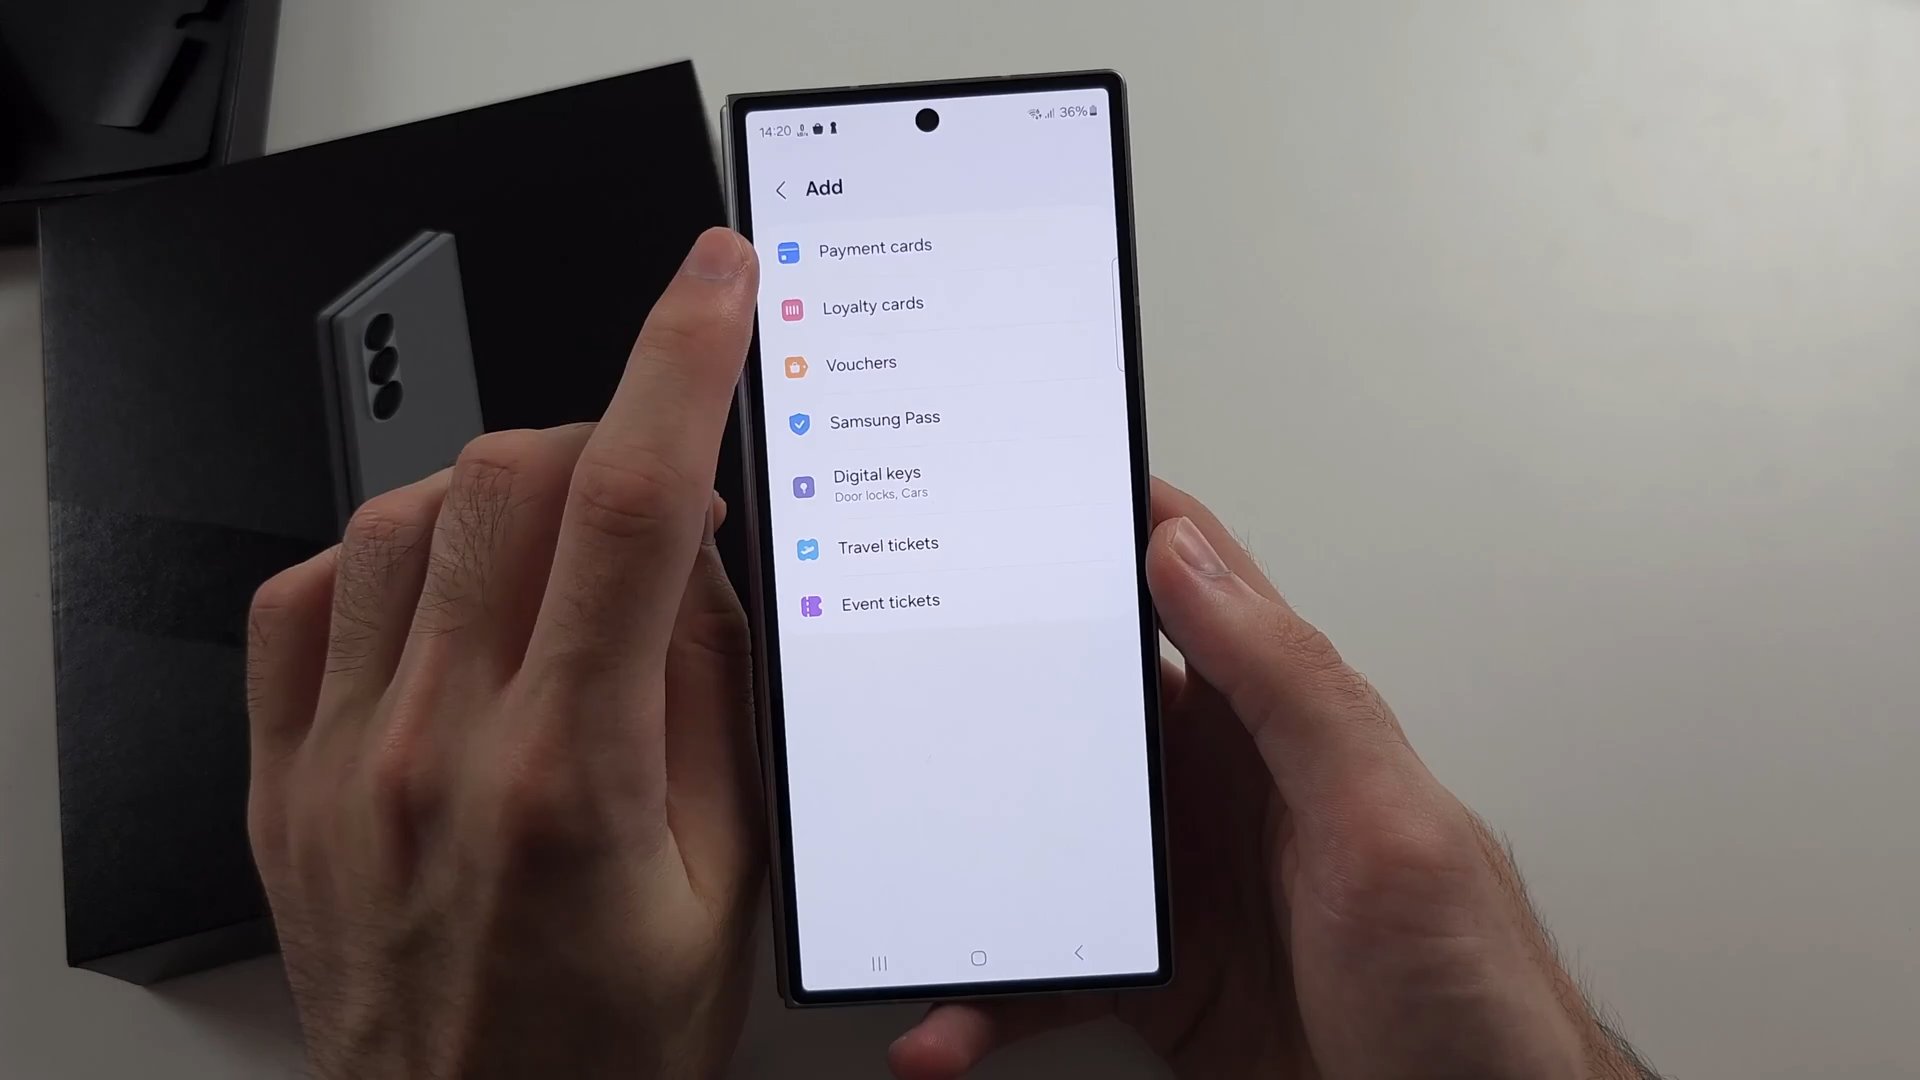 14:20
36%
Add
Payment cards
Loyalty cards
Vouchers
Samsung Pass
Digital keys
Door locks, Cars
Travel tickets
Event tickets